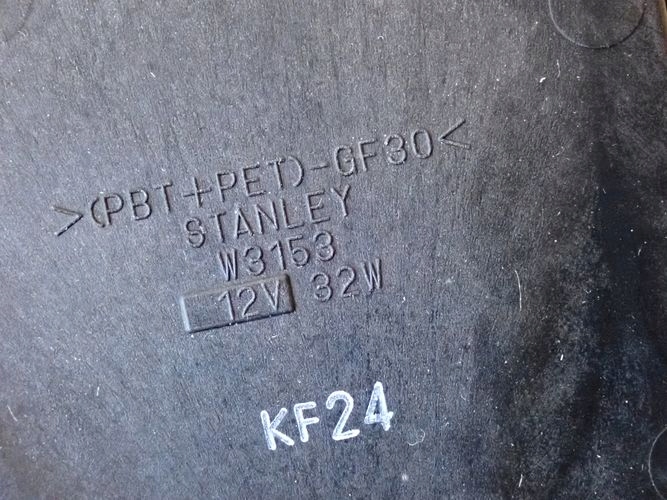 >(PBT+PET)-GF30<
STANLEY
W3153
12V 32W
KF24